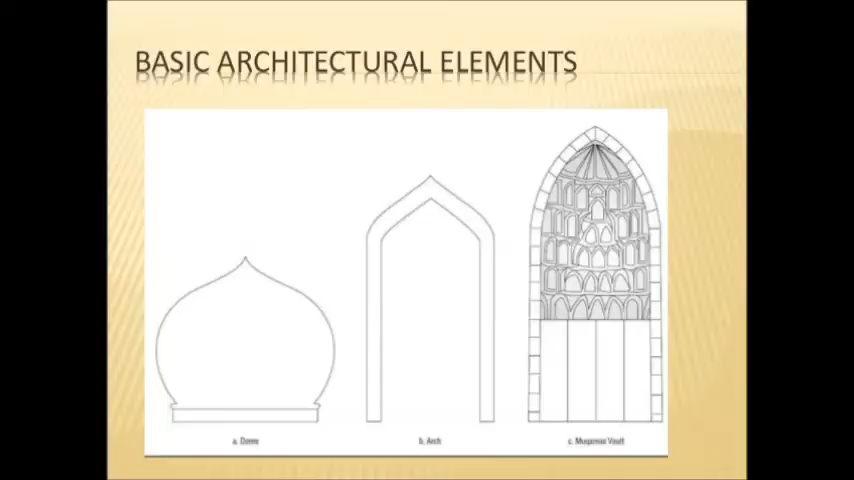 BASIC ARCHITECTURAL ELEMENTS
a. Dome
b. Arch
c. Muqarnas Vault